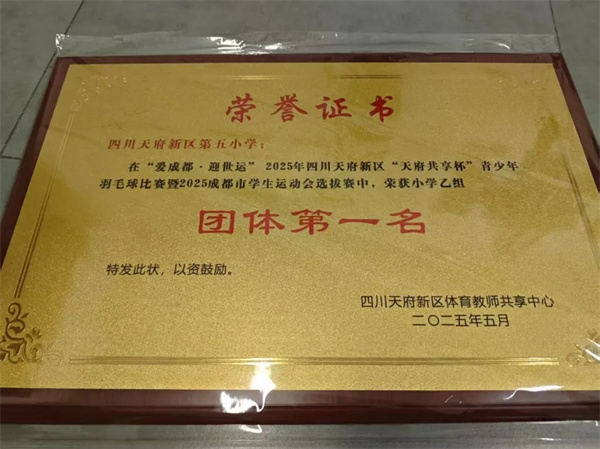 荣誉证书
四川天府新区第五小学：
在“爱成都·迎世运”2025年四川天府新区“天府共享杯”青少年
羽毛球比赛暨2025成都市学生运动会选拔赛中，荣获小学乙组
团体第一名
特发此状，以资鼓励。
四川天府新区体育教师共享中心
二〇二五年五月